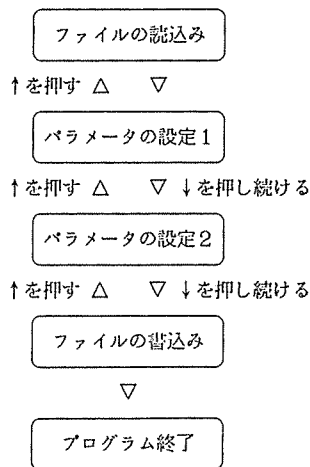 ファイルの読込み
↑を押す △ ▽
パラメータの設定1
↑を押す △ ▽ ↓を押し続ける
パラメータの設定2
↑を押す △ ▽ ↓を押し続ける
ファイルの書込み
▽
プログラム終了